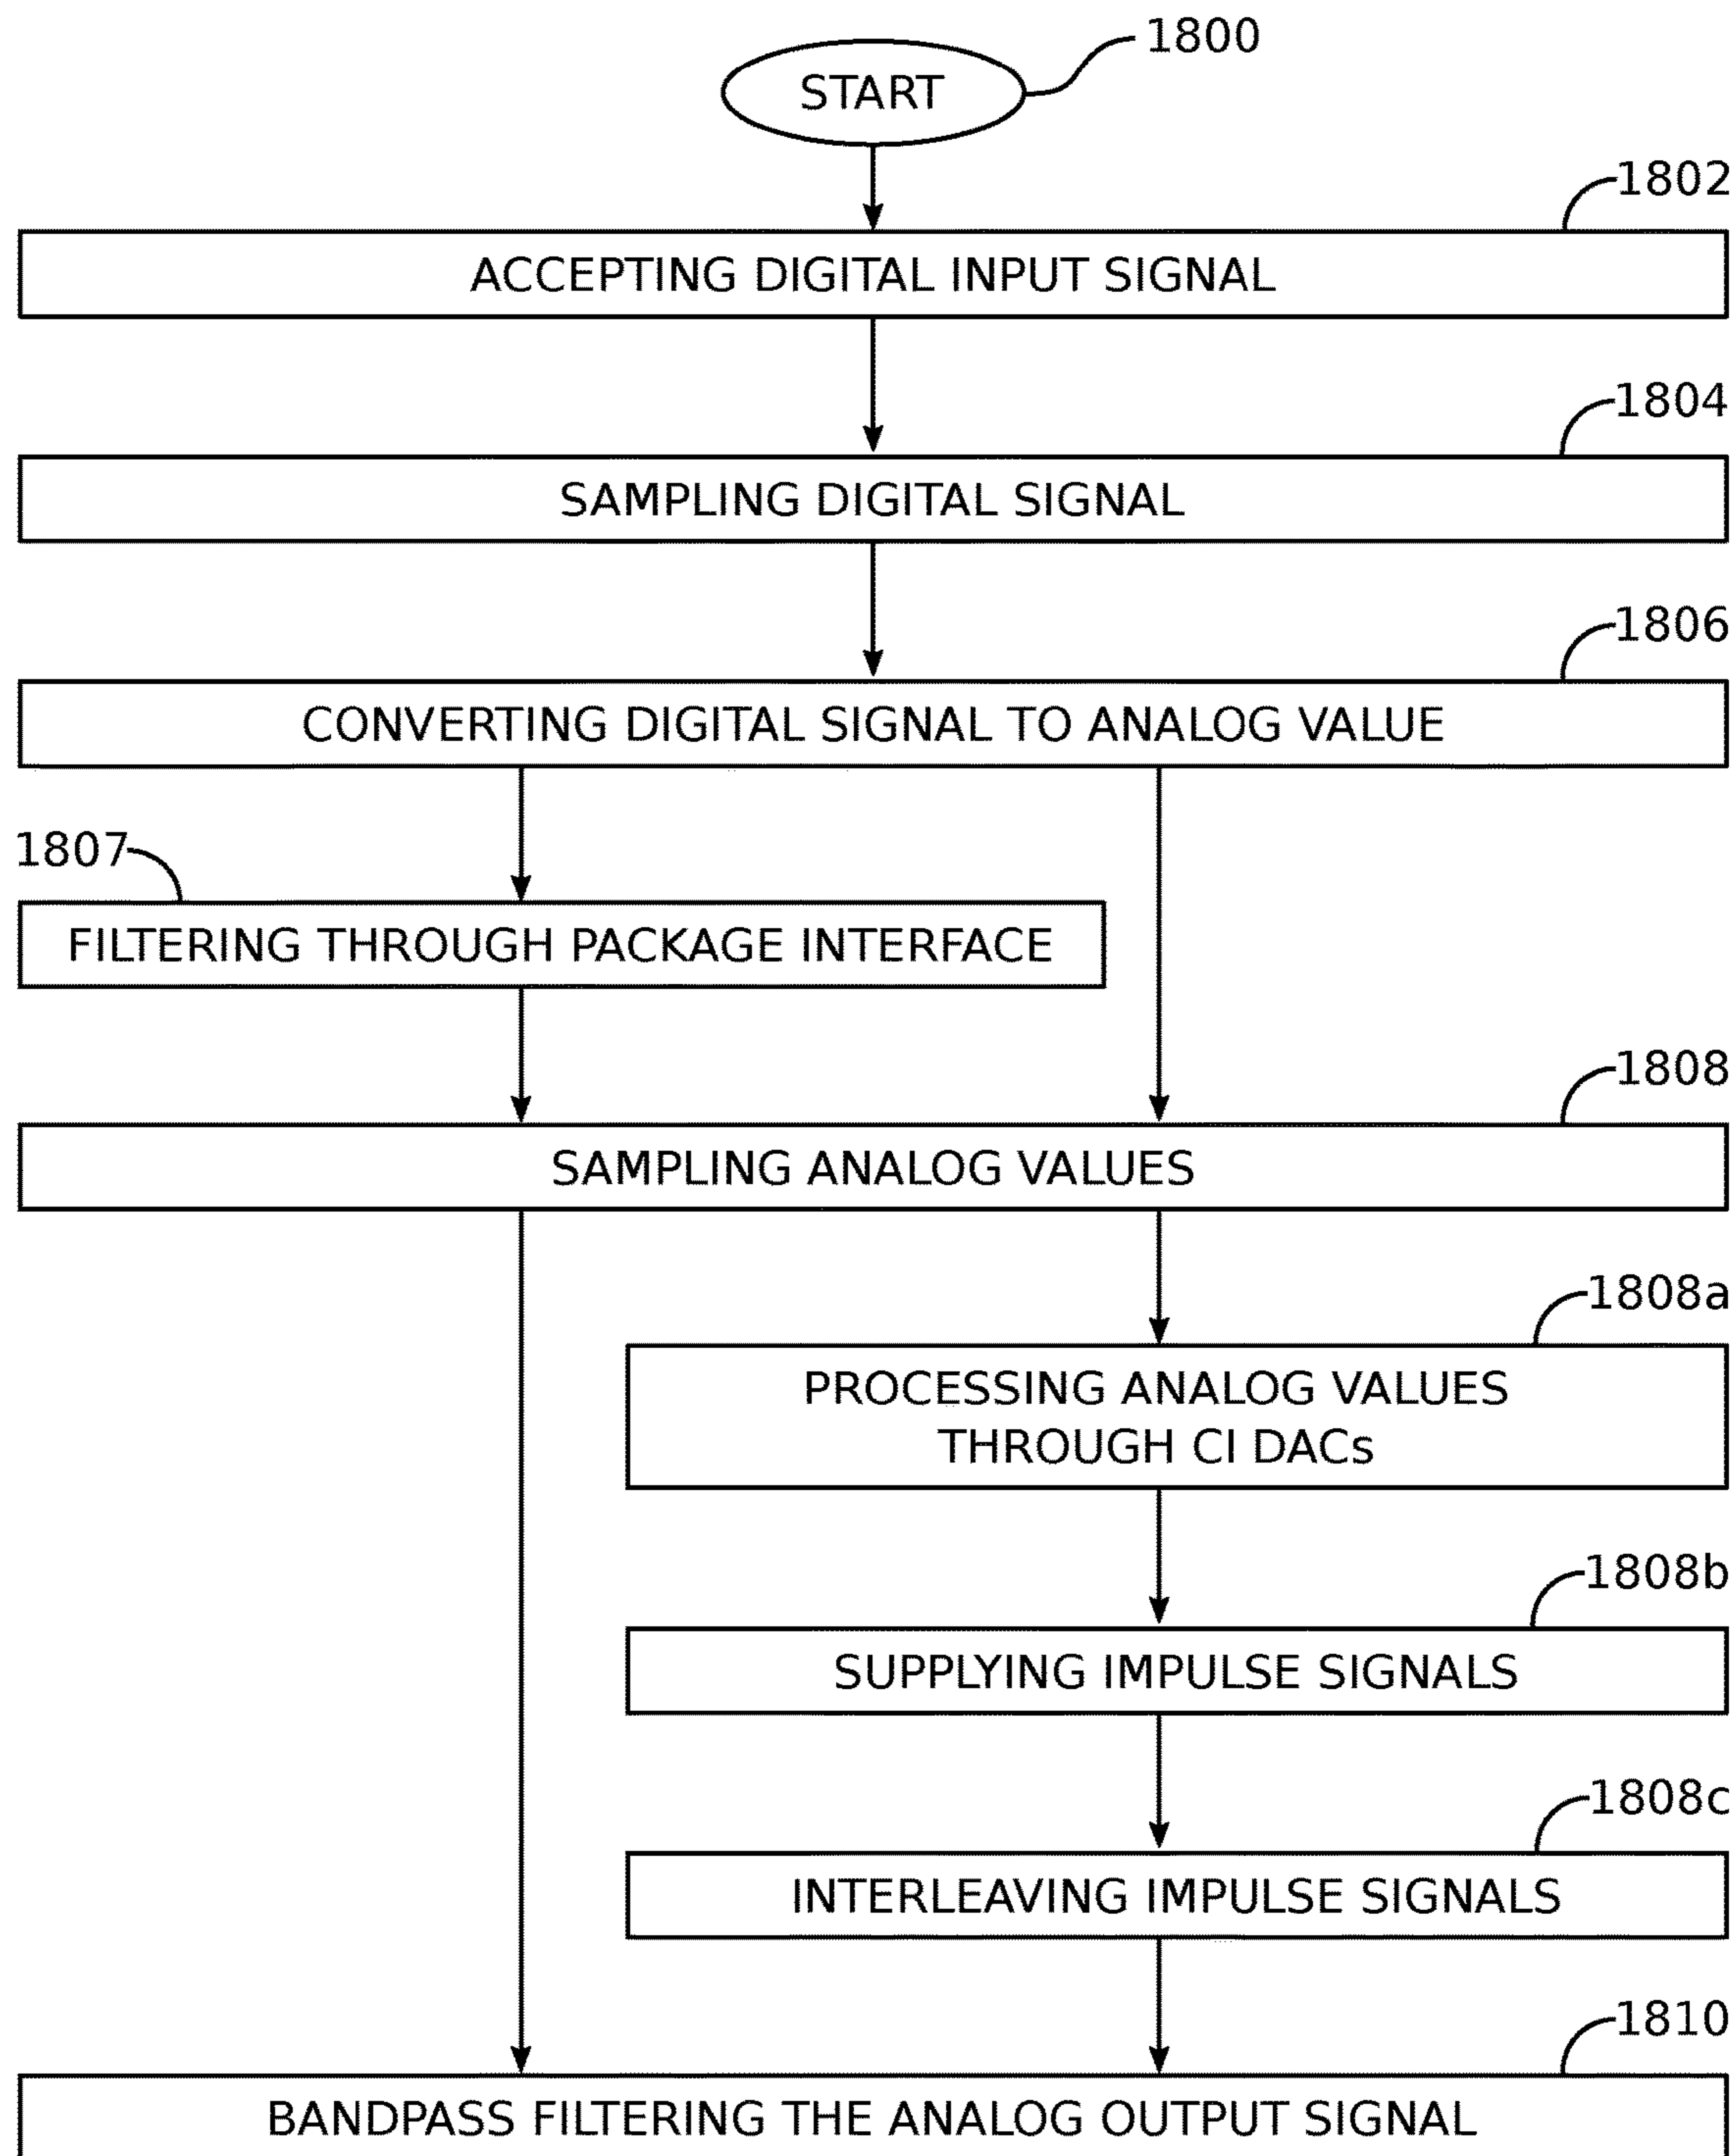 1800
START
1802
ACCEPTING DIGITAL INPUT SIGNAL
1804
SAMPLING DIGITAL SIGNAL
1806
CONVERTING DIGITAL SIGNAL TO ANALOG VALUE
1807
FILTERING THROUGH PACKAGE INTERFACE
1808
SAMPLING ANALOG VALUES
1808a
PROCESSING ANALOG VALUES
THROUGH CI DACs
1808b
SUPPLYING IMPULSE SIGNALS
1808c
INTERLEAVING IMPULSE SIGNALS
1810
BANDPASS FILTERING THE ANALOG OUTPUT SIGNAL